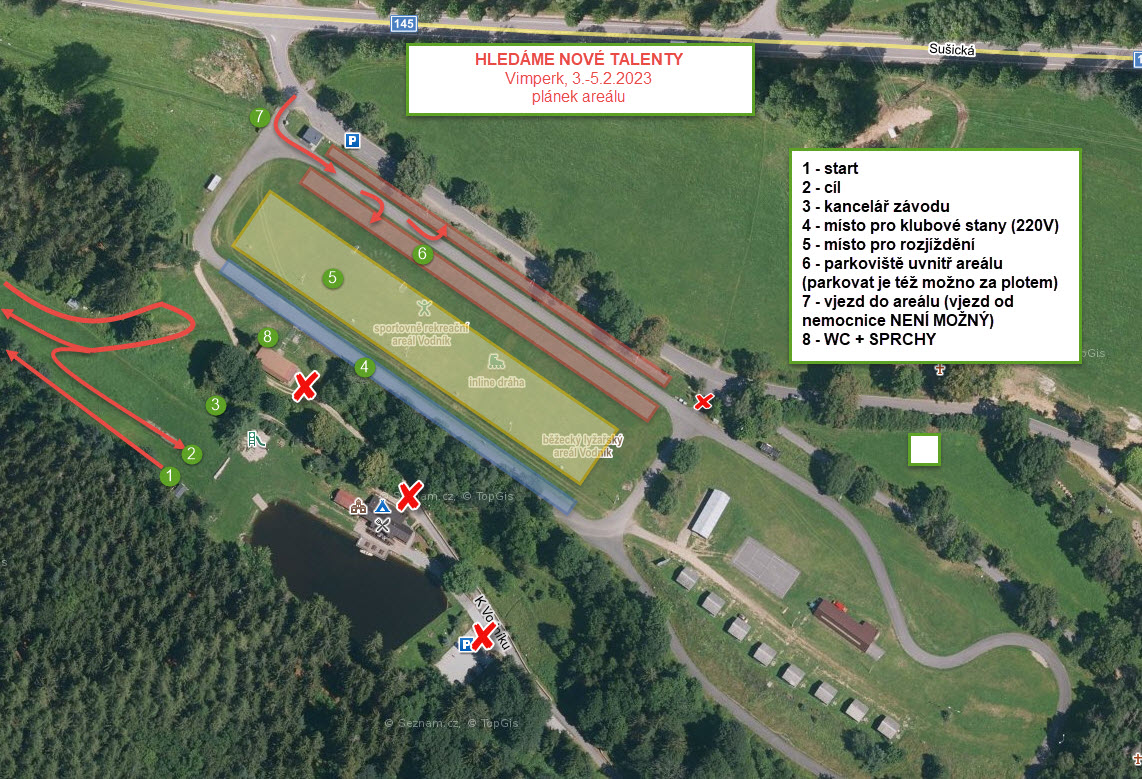 145
Sušická
HLEDÁME NOVÉ TALENTY
Vimperk, 3.-5.2.2023
plánek areálu
7
P
1 - start
2 - cíl
3 - kancelář závodu
4 - místo pro klubové stany (220V)
5 - místo pro rozjíždění
6 - parkoviště uvnitř areálu
(parkovat je též možno za plotem)
7 - vjezd do areálu (vjezd od
nemocnice NENÍ MOŽNÝ)
8 - WC + SPRCHY
6
5
sportovně rekreační
areál Vodník
8
4
inline dráha
TopGis
3
běžecký lyžařský
areál Vodník
2
1
am.cz, © TopGis
K Vodníku
P
© Seznam.cz, © TopGis